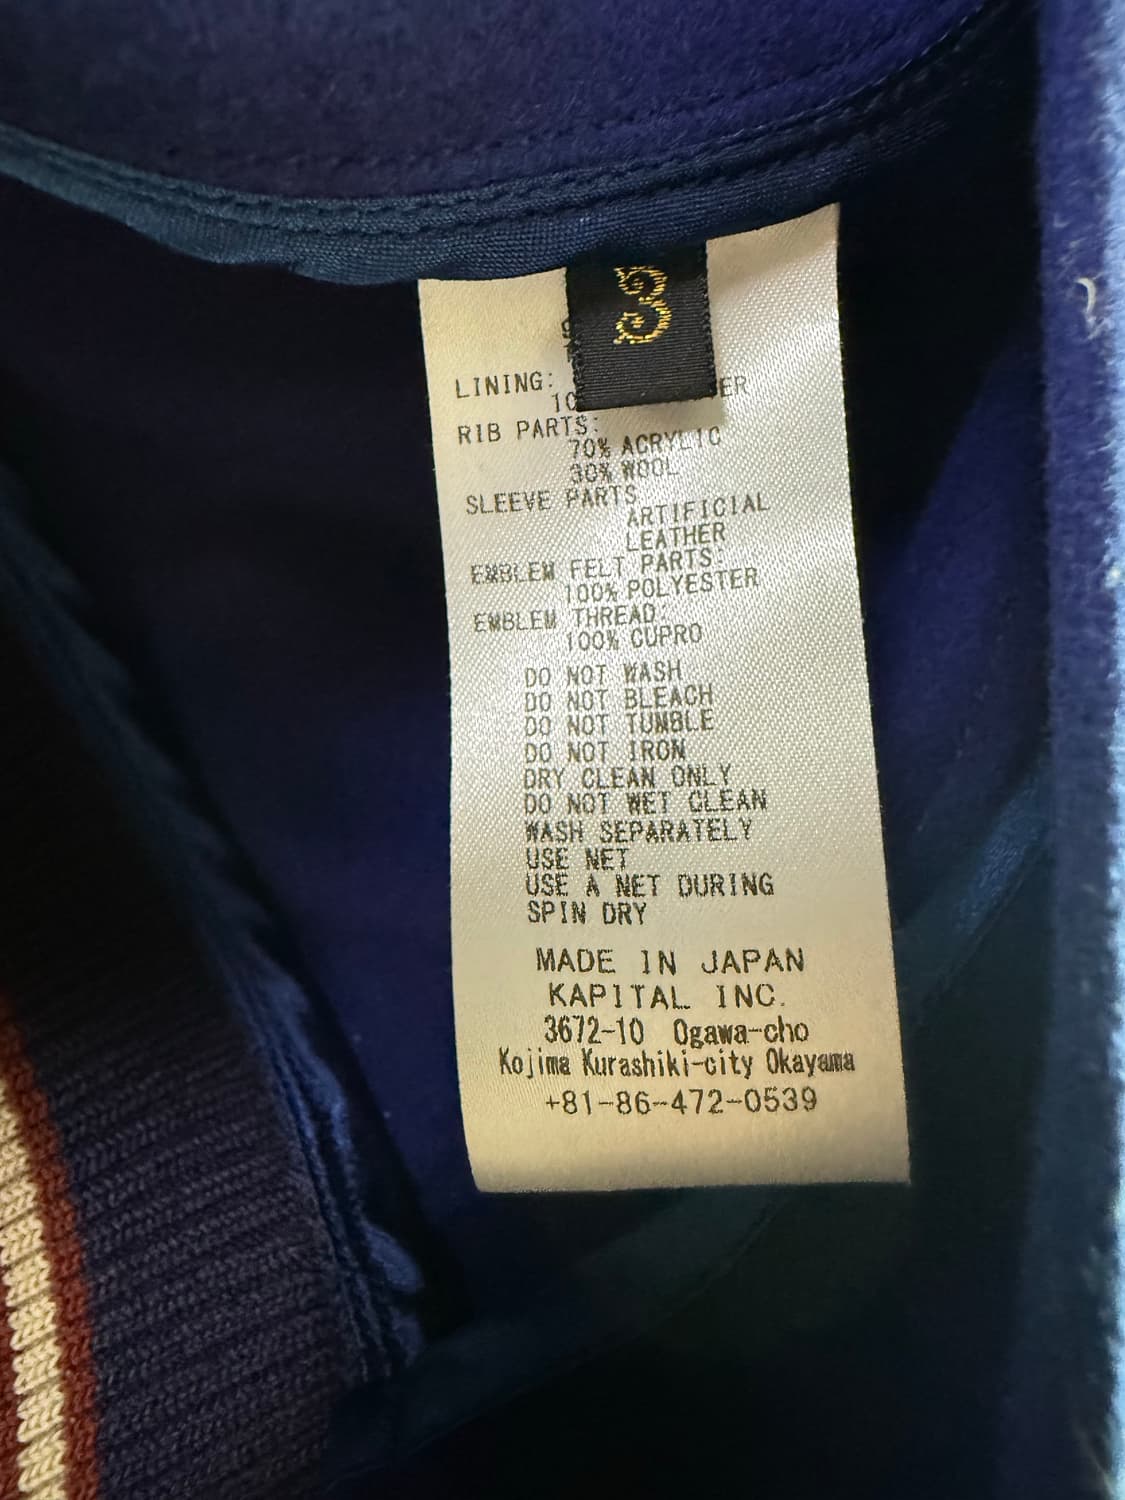 3
LINING:
RIB PARTS:
70% ACRYLIC
30% WOOL
SLEEVE PARTS
ARTIFICIAL
LEATHER
EMBLEM FELT PARTS:
100% POLYESTER
EMBLEM THREAD:
100% CUPRO
DO NOT WASH
DO NOT BLEACH
DO NOT TUMBLE
DO NOT IRON
DRY CLEAN ONLY
DO NOT WET CLEAN
WASH SEPARATELY
USE NET
USE A NET DURING
SPIN DRY
MADE IN JAPAN
KAPITAL INC.
3672-10 Ogawa-cho
Kojima Kurashiki-city Okayama
+81-86-472-0539